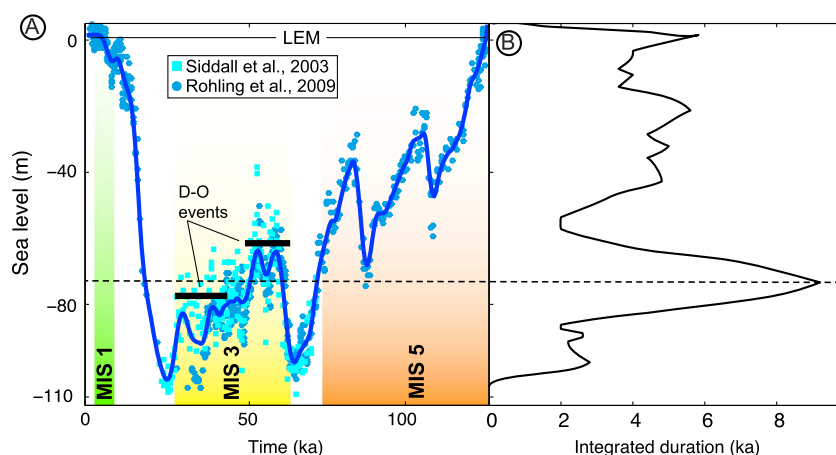 A
B
0
LEM
Siddall et al., 2003
Rohling et al., 2009
−40
D-O
events
Sea level (m)
−80
−110
MIS 1
MIS 3
MIS 5
0
50
100
0
2
4
6
8
Time (ka)
Integrated duration (ka)